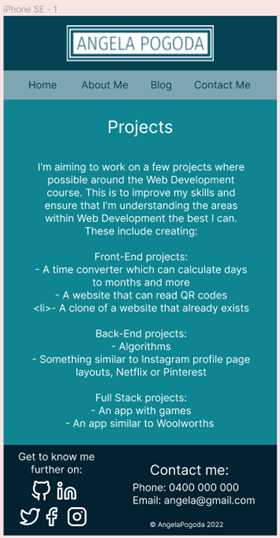 iPhone SE - 1
ANGELA POGODA
Home About Me Blog Contact Me
Projects
I'm aiming to work on a few projects where
possible around the Web Development
course. This is to improve my skills and
ensure that I'm understanding the areas
within Web Development the best I can.
These include creating:
Front-End projects:
- A time converter which can calculate days
to months and more
- A website that can read QR codes
<li>- A clone of a website that already exists
Back-End projects:
- Algorithms
- Something similar to Instagram profile page
layouts, Netflix or Pinterest
Full Stack projects:
- An app with games
- An app similar to Woolworths
Get to know me
further on:
Contact me:
Phone: 0400 000 000
Email: angela@gmail.com
© AngelaPogoda 2022